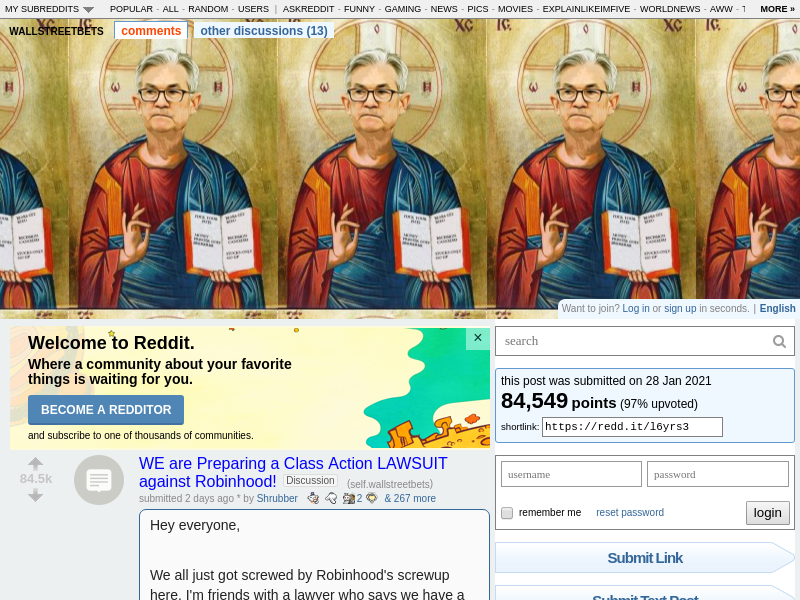 MY SUBREDDITS POPULAR - ALL - RANDOM - USERS | ASKREDDIT - FUNNY - GAMING - NEWS - PICS - MOVIES - EXPLAINLIKEIMFIVE - WORLDNEWS - AWW - MORE »
WALLSTREETBETS comments other discussions (13)
Want to join? Log in or sign up in seconds. | English
Welcome to Reddit.
Where a community about your favorite
things is waiting for you.
BECOME A REDDITOR
and subscribe to one of thousands of communities.
×
search
this post was submitted on 28 Jan 2021
84,549 points (97% upvoted)
shortlink: https://redd.it/l6yrs3
username password
remember me reset password login
Submit Link
Submit Text Post
84.5k
WE are Preparing a Class Action LAWSUIT
against Robinhood! Discussion (self.wallstreetbets)
submitted 2 days ago * by Shrubber 2 & 267 more
Hey everyone,
We all just got screwed by Robinhood's screwup
here. I'm friends with a lawyer who says we have a